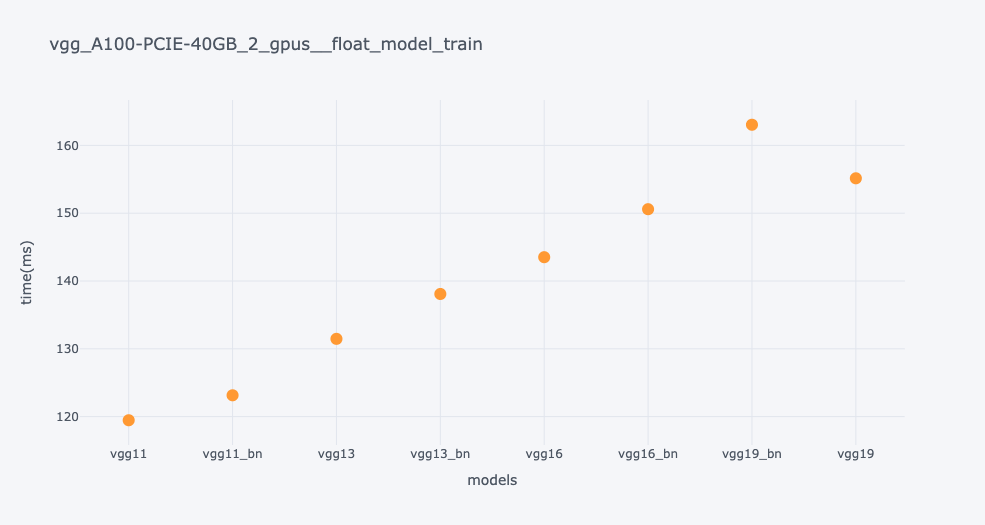 vgg_A100-PCIE-40GB_2_gpus__float_model_train
160
150
140
130
120
time(ms)
vgg11 vgg11_bn vgg13 vgg13_bn vgg16 vgg16_bn vgg19_bn vgg19
models